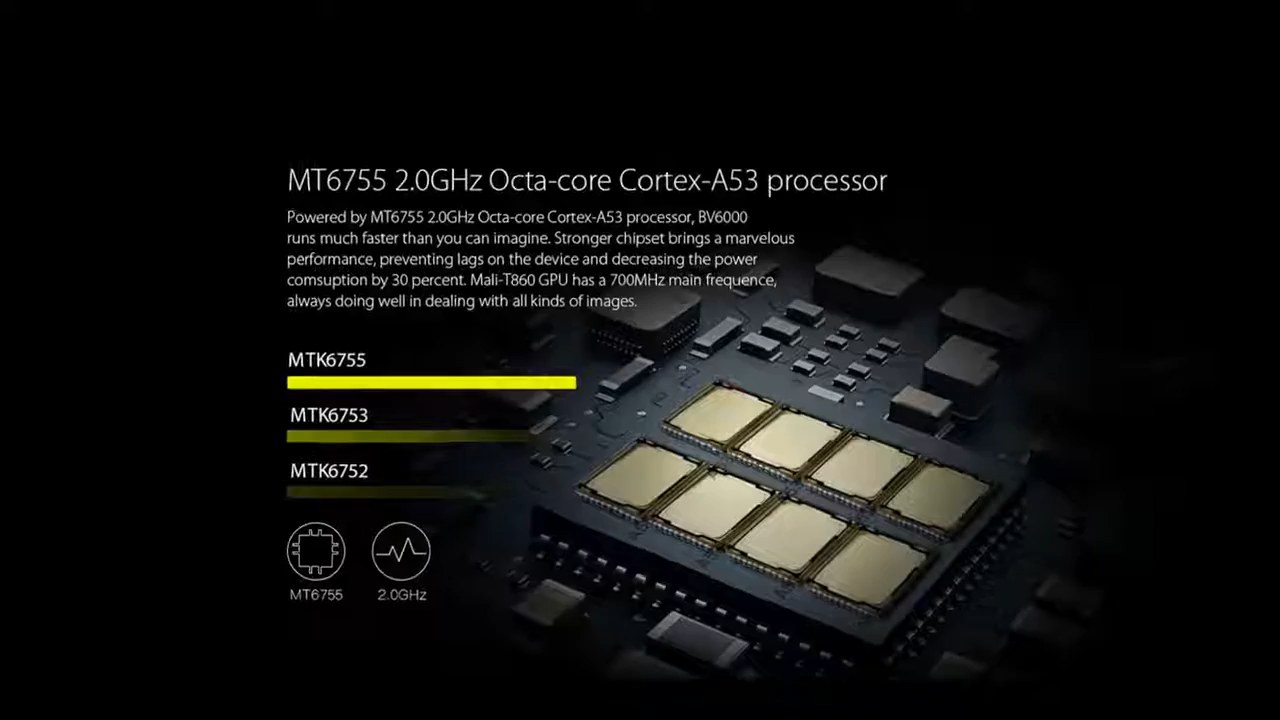 MT6755 2.0GHz Octa-core Cortex-A53 processor
Powered by MT6755 2.0GHz Octa-core Cortex-A53 processor, BV6000
runs much faster than you can imagine. Stronger chipset brings a marvelous
performance, preventing lags on the device and decreasing the power
comsuption by 30 percent. Mali-T860 GPU has a 700MHz main frequence,
always doing well in dealing with all kinds of images.
MTK6755
MTK6753
MTK6752
MT6755
2.0GHz